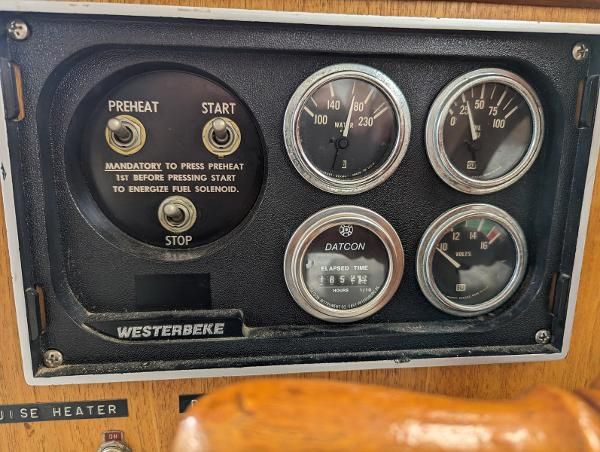 PREHEAT
START
MANDATORY TO PRESS PREHEAT
1ST BEFORE PRESSING START
TO ENERGIZE FUEL SOLENOID.
STOP
100 140 180 230
WATER
0 25 50 75 100
DATCON
ELAPSED TIME
HOURS 1/10
10 12 14 16
VOLTS
WESTERBEKE
UISE HEATER
ON